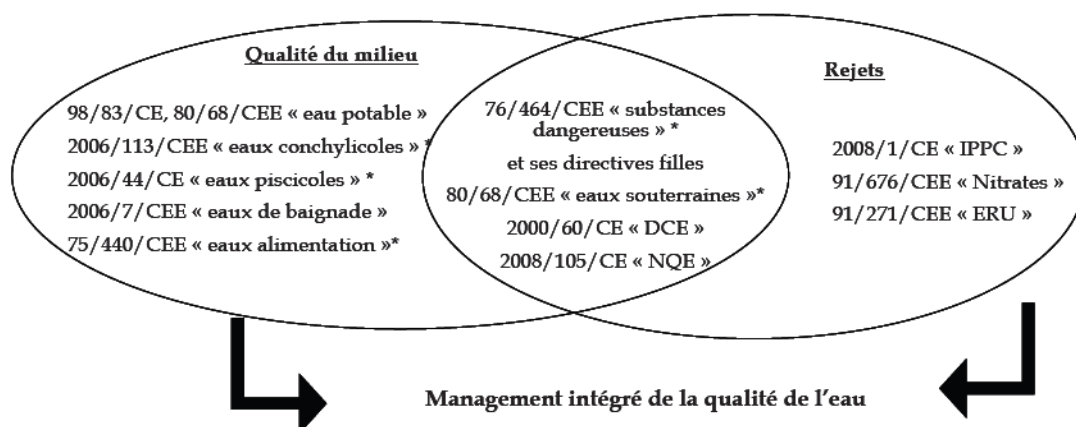 Qualité du milieu
98/83/CE, 80/68/CEE « eau potable »
2006/113/CEE « eaux conchylicoles » *
2006/44/CE « eaux piscicoles » *
2006/7/CEE « eaux de baignade »
75/440/CEE « eaux alimentation »*
76/464/CEE « substances
dangereuses » *
et ses directives filles
80/68/CEE « eaux souterraines»*
2000/60/CE « DCE »
2008/105/CE « NQE »
Rejets
2008/1/CE « IPPC »
91/676/CEE « Nitrates »
91/271/CEE « ERU »
Management intégré de la qualité de l'eau